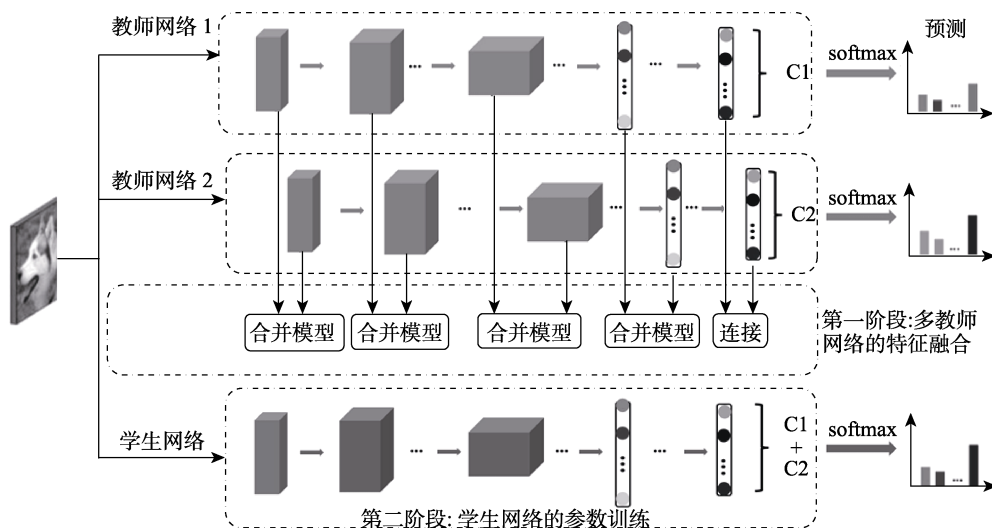 教师网络 1
C1
softmax
预测
教师网络 2
C2
softmax
合并模型
合并模型
合并模型
合并模型
连接
第一阶段:多教师
网络的特征融合
学生网络
C1
+
C2
softmax
第二阶段: 学生网络的参数训练